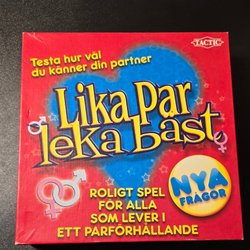 TACTIC
Testa hur väl
du känner din partner
Lika par
leka bäst
NYA
FRÅGOR
ROLIGT SPEL
FÖR ALLA
SOM LEVER I
ETT PARFÖRHÅLLANDE